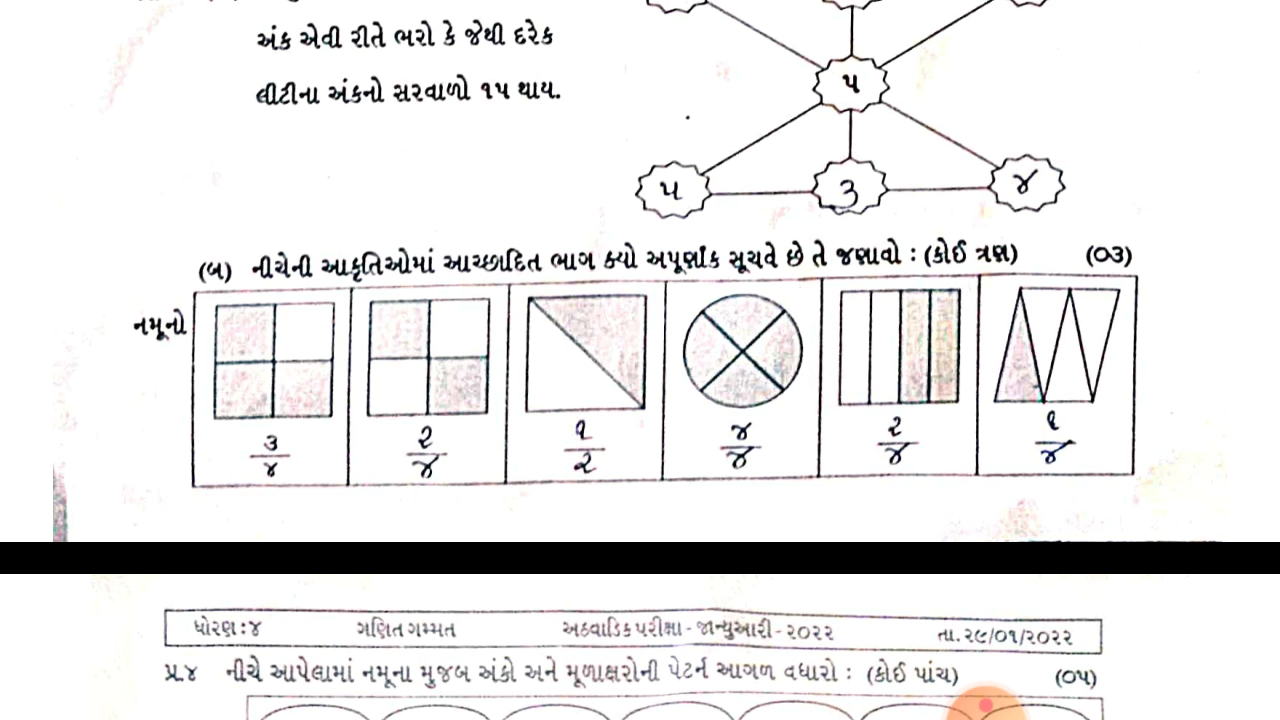 અંક એવી રીતે ભરો કે જેથી દરેક
લીટીના અંકનો સરવાળો ૧૫ થાય.
૫
૫ ૩ ૪
(બ) નીચેની આકૃતિઓમાં આચ્છાદિત ભાગ ક્યો અપૂર્ણાંક સૂચવે છે તે જણાવો : (કોઈ ત્રણ) (૦૩)
નમૂનો
૩/૪ ૨/૪ ૧/૨ ૪/૪ ૨/૪ ૧/૪
ધોરણ:૪ ગણિત ગમ્મત અઠવાડિક પરીક્ષા - જાન્યુઆરી - ૨૦૨૨ તા.૨૯/૦૧/૨૦૨૨
પ્ર.૪ નીચે આપેલામાં નમૂના મુજબ અંકો અને મૂળાક્ષરોની પેટર્ન આગળ વધારો : (કોઈ પાંચ) (૦૫)